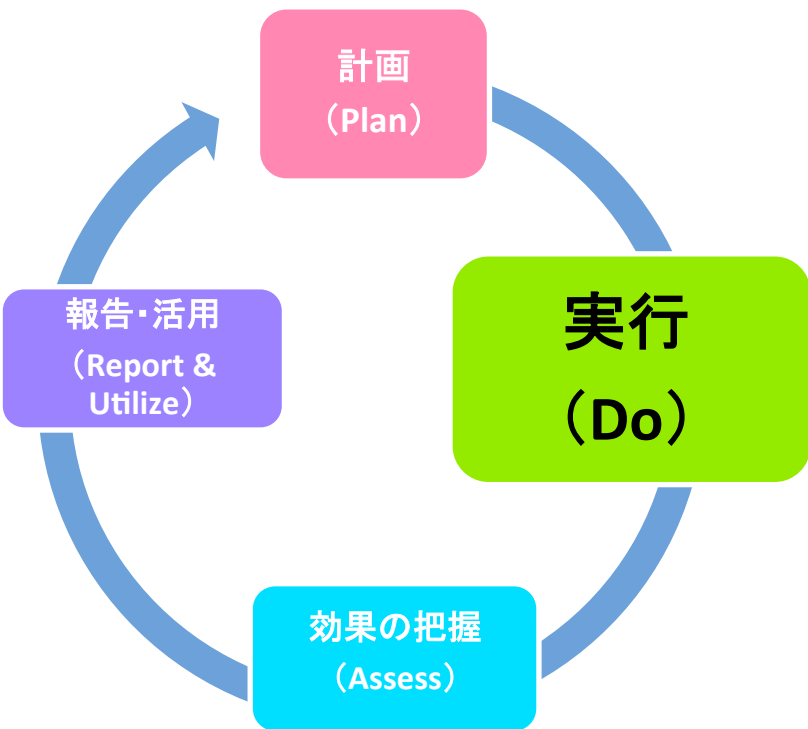 計画
（Plan）
実行
（Do）
効果の把握
（Assess）
報告・活用
（Report &
Utilize）